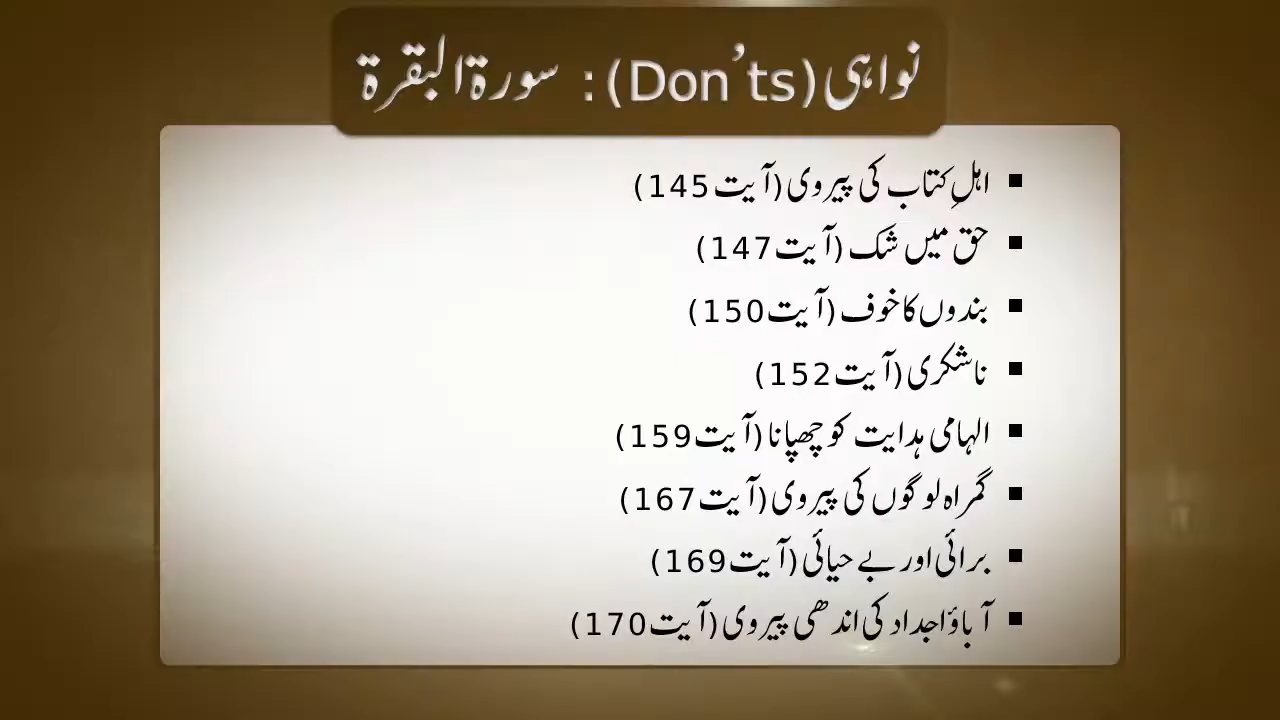 نواہی (Don’ts): سورۃ البقرۃ
▪ اہلِ کتاب کی پیروی (آیت 145)
▪ حق میں شک (آیت 147)
▪ بندوں کا خوف (آیت 150)
▪ ناشکری (آیت 152)
▪ الہامی ہدایت کو چھپانا (آیت 159)
▪ گمراہ لوگوں کی پیروی (آیت 167)
▪ برائی اور بے حیائی (آیت 169)
▪ آباؤ اجداد کی اندھی پیروی (آیت 170)